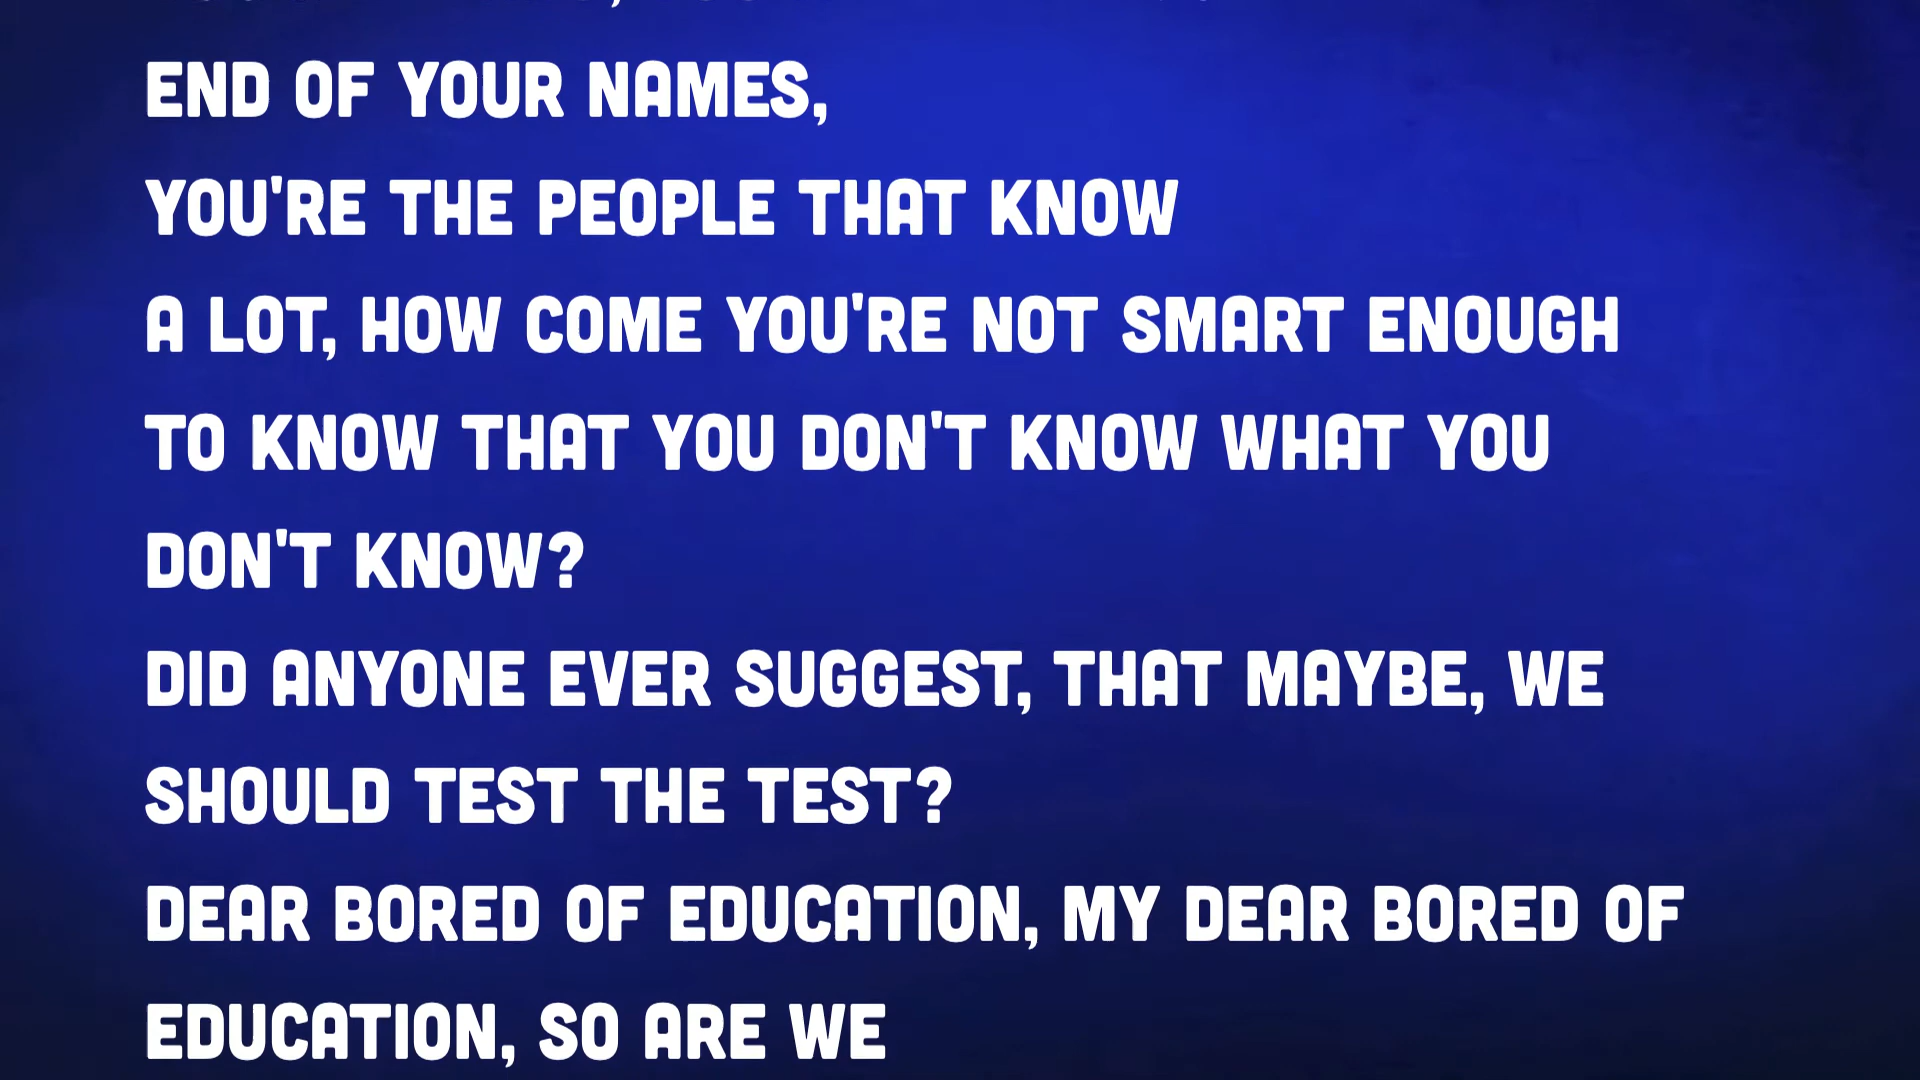 END OF YOUR NAMES,
YOU'RE THE PEOPLE THAT KNOW
A LOT, HOW COME YOU'RE NOT SMART ENOUGH
TO KNOW THAT YOU DON'T KNOW WHAT YOU
DON'T KNOW?
DID ANYONE EVER SUGGEST, THAT MAYBE, WE
SHOULD TEST THE TEST?
DEAR BORED OF EDUCATION, MY DEAR BORED OF
EDUCATION, SO ARE WE